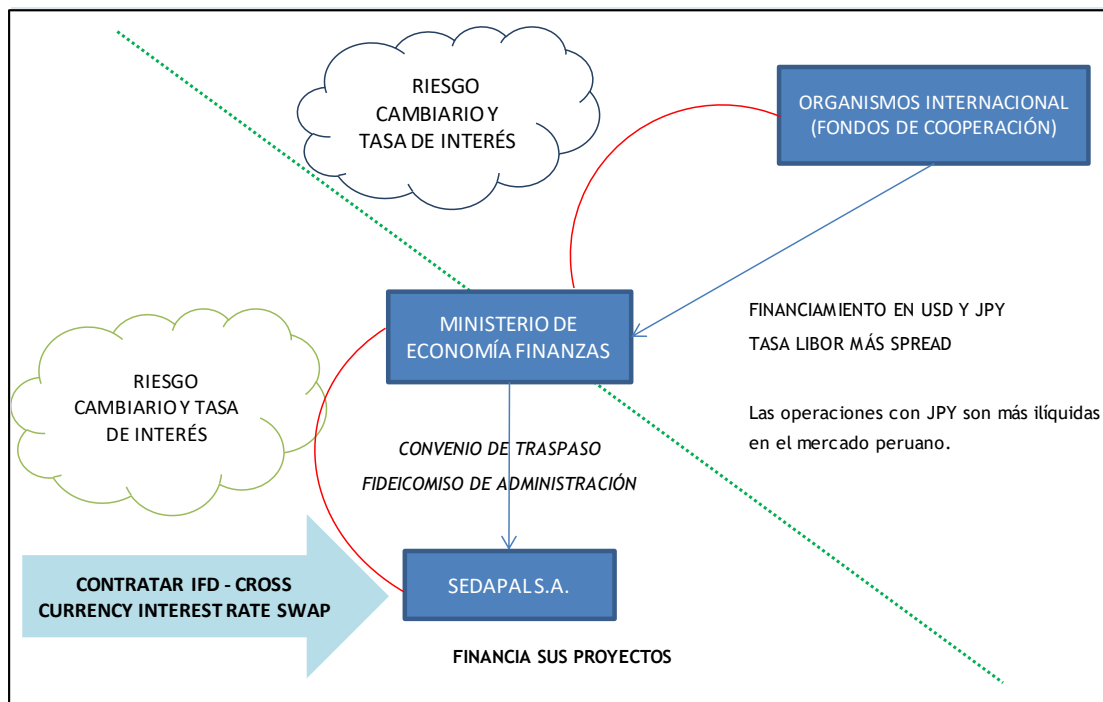 RIESGO
CAMBIARIO Y
TASA DE INTERÉS
ORGANISMOS INTERNACIONAL
(FONDOS DE COOPERACIÓN)
MINISTERIO DE
ECONOMÍA FINANZAS
FINANCIAMIENTO EN USD Y JPY
TASA LIBOR MÁS SPREAD
Las operaciones con JPY son más ilíquidas
en el mercado peruano.
RIESGO
CAMBIARIO Y TASA
DE INTERÉS
CONVENIO DE TRASPASO
FIDEICOMISO DE ADMINISTRACIÓN
CONTRATAR IFD - CROSS
CURRENCY INTEREST RATE SWAP
SEDAPAL S.A.
FINANCIA SUS PROYECTOS